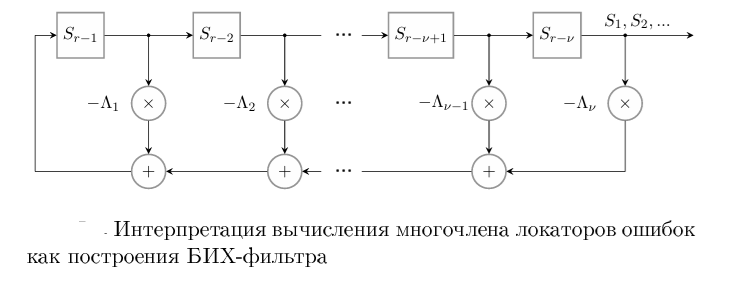 S_{r-1} S_{r-2} ... S_{r-ν+1} S_{r-ν} S_1, S_2, ...
-Λ_1 × -Λ_2 × ... -Λ_{ν-1} × -Λ_ν ×
+ + ... +
Интерпретация вычисления многочлена локаторов ошибок
как построения БИХ-фильтра